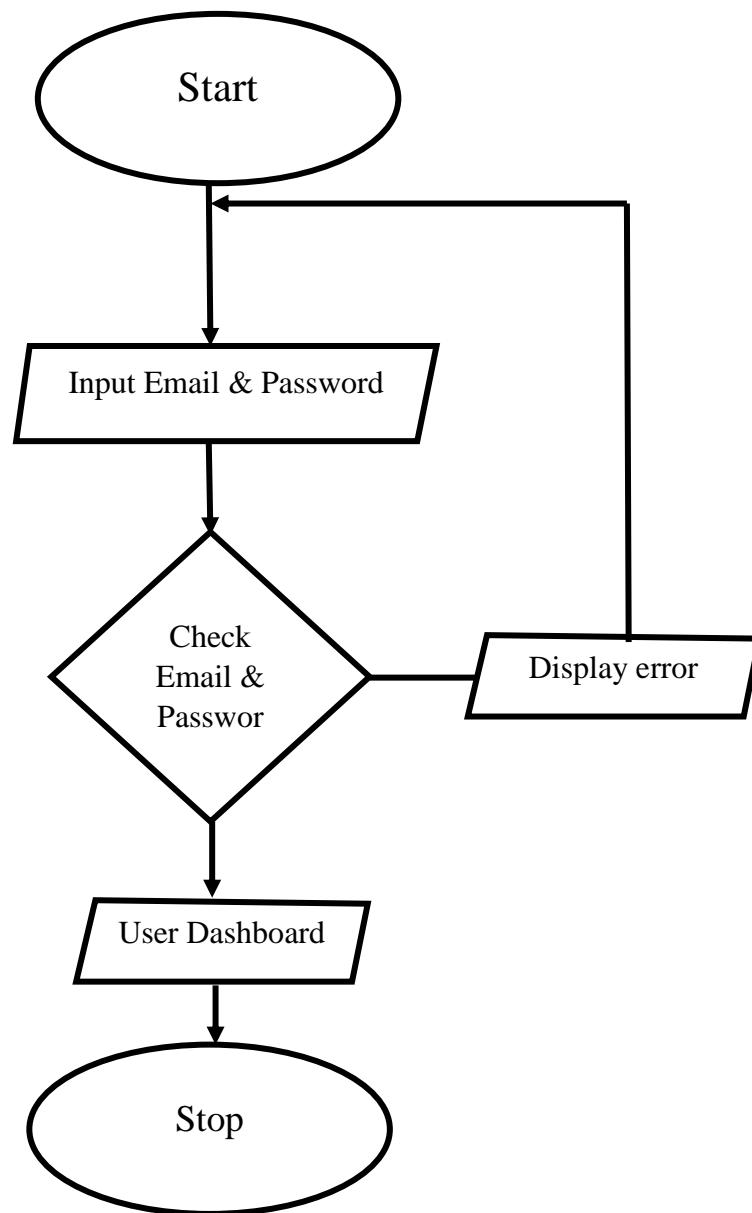 Start
Input Email & Password
Check
Email &
Passwor
Display error
User Dashboard
Stop